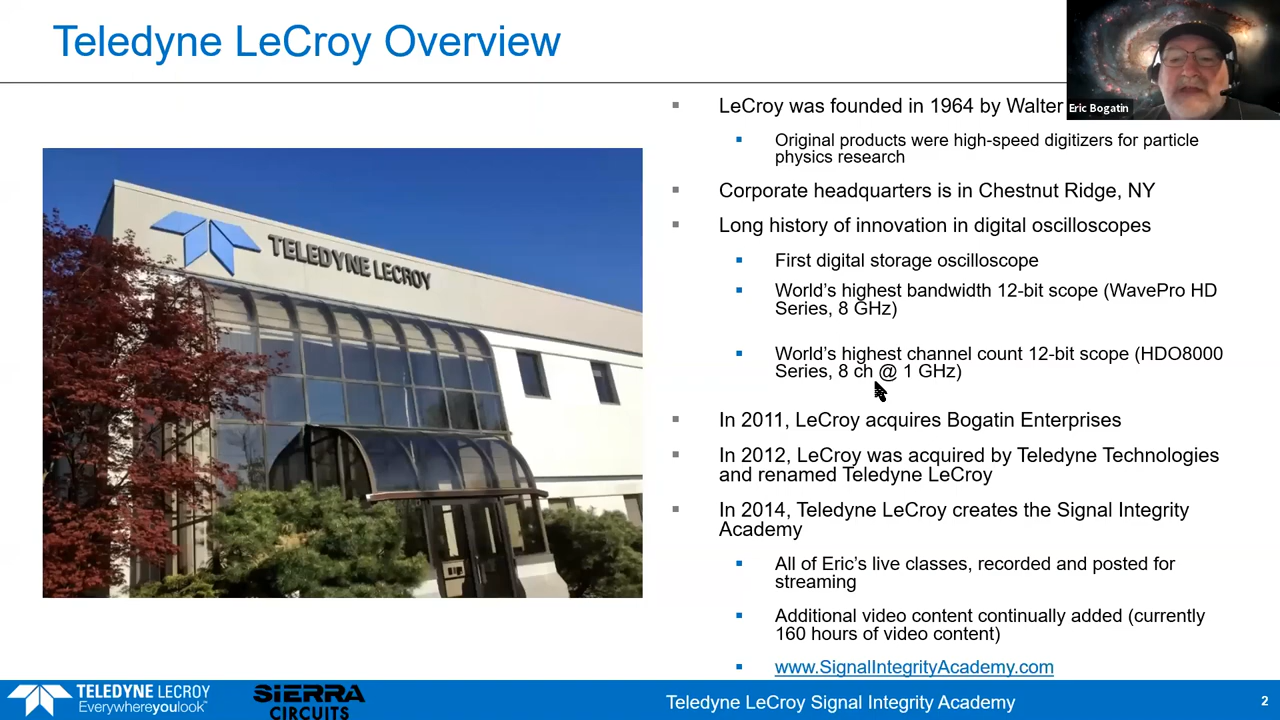 Teledyne LeCroy Overview
Eric Bogatin
LeCroy was founded in 1964 by Walter
Original products were high-speed digitizers for particle
physics research
Corporate headquarters is in Chestnut Ridge, NY
Long history of innovation in digital oscilloscopes
First digital storage oscilloscope
World’s highest bandwidth 12-bit scope (WavePro HD
Series, 8 GHz)
World’s highest channel count 12-bit scope (HDO8000
Series, 8 ch @ 1 GHz)
In 2011, LeCroy acquires Bogatin Enterprises
In 2012, LeCroy was acquired by Teledyne Technologies
and renamed Teledyne LeCroy
In 2014, Teledyne LeCroy creates the Signal Integrity
Academy
All of Eric’s live classes, recorded and posted for
streaming
Additional video content continually added (currently
160 hours of video content)
www.SignalIntegrityAcademy.com
TELEDYNE LECROY
TELEDYNE LECROY
Everywhereyoulook™
SIERRA
CIRCUITS
Teledyne LeCroy Signal Integrity Academy
2